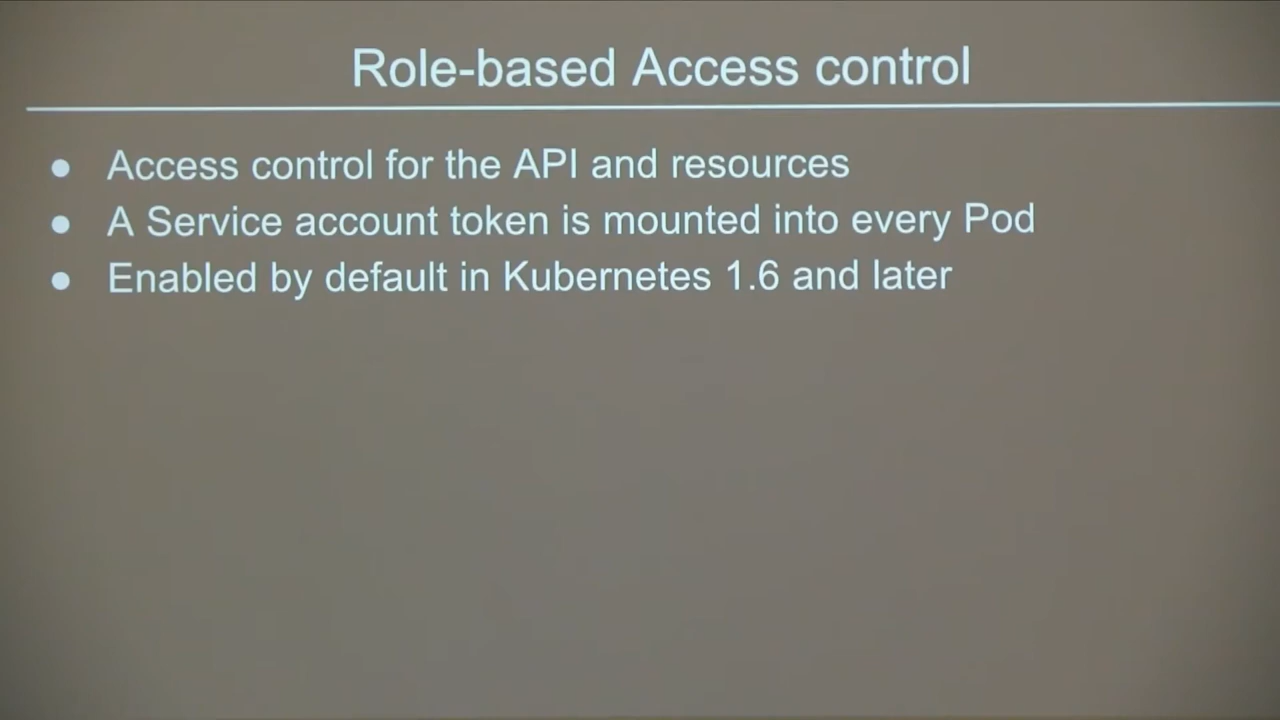 Role-based Access control
● Access control for the API and resources
● A Service account token is mounted into every Pod
● Enabled by default in Kubernetes 1.6 and later